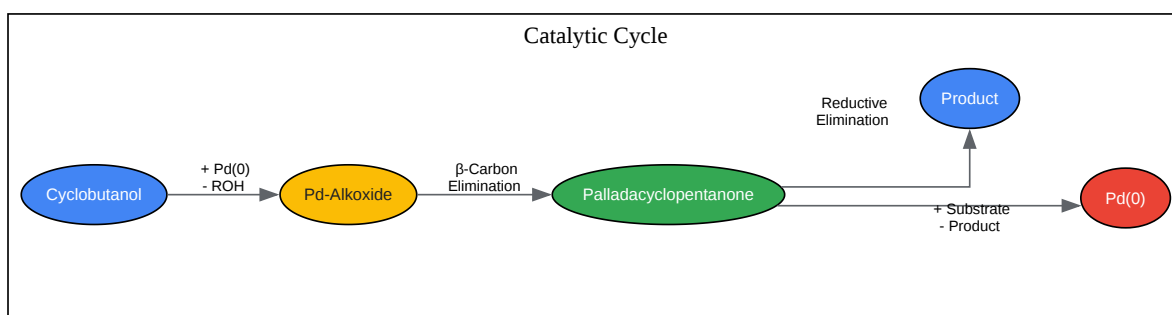 Catalytic Cycle
Cyclobutanol
+ Pd(0)
- ROH
Pd-Alkoxide
β-Carbon
Elimination
Palladacyclopentanone
Reductive
Elimination
Product
+ Substrate
- Product
Pd(0)